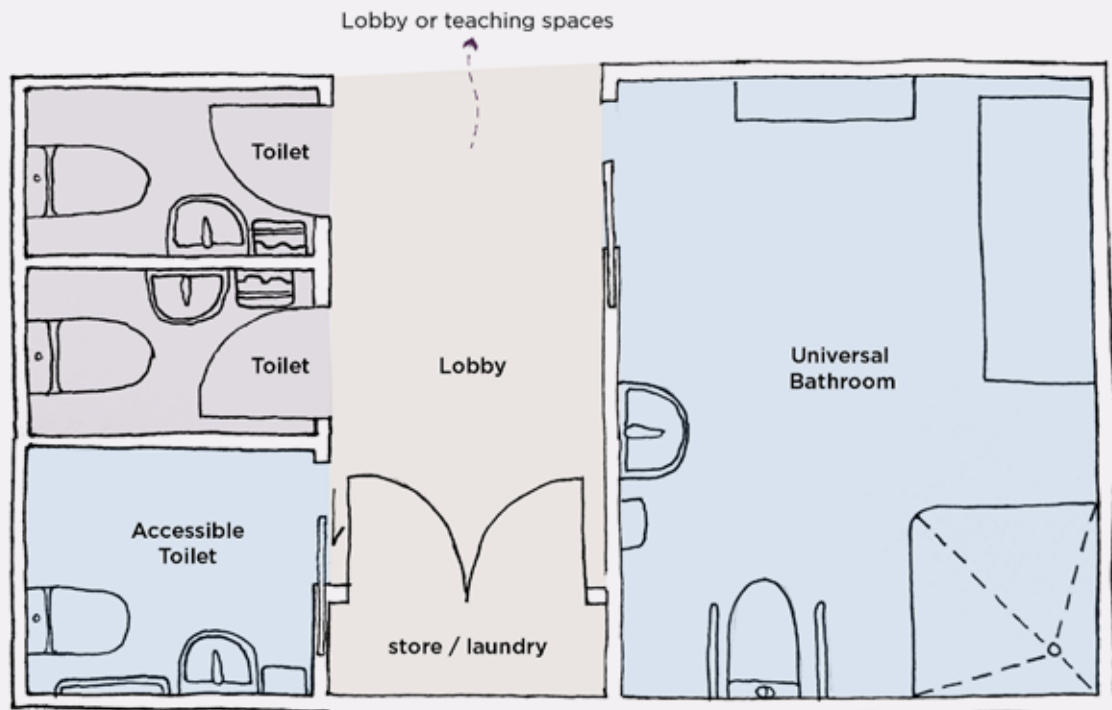 Lobby or teaching spaces
Toilet
Toilet
Lobby
Universal
Bathroom
Accessible
Toilet
store / laundry